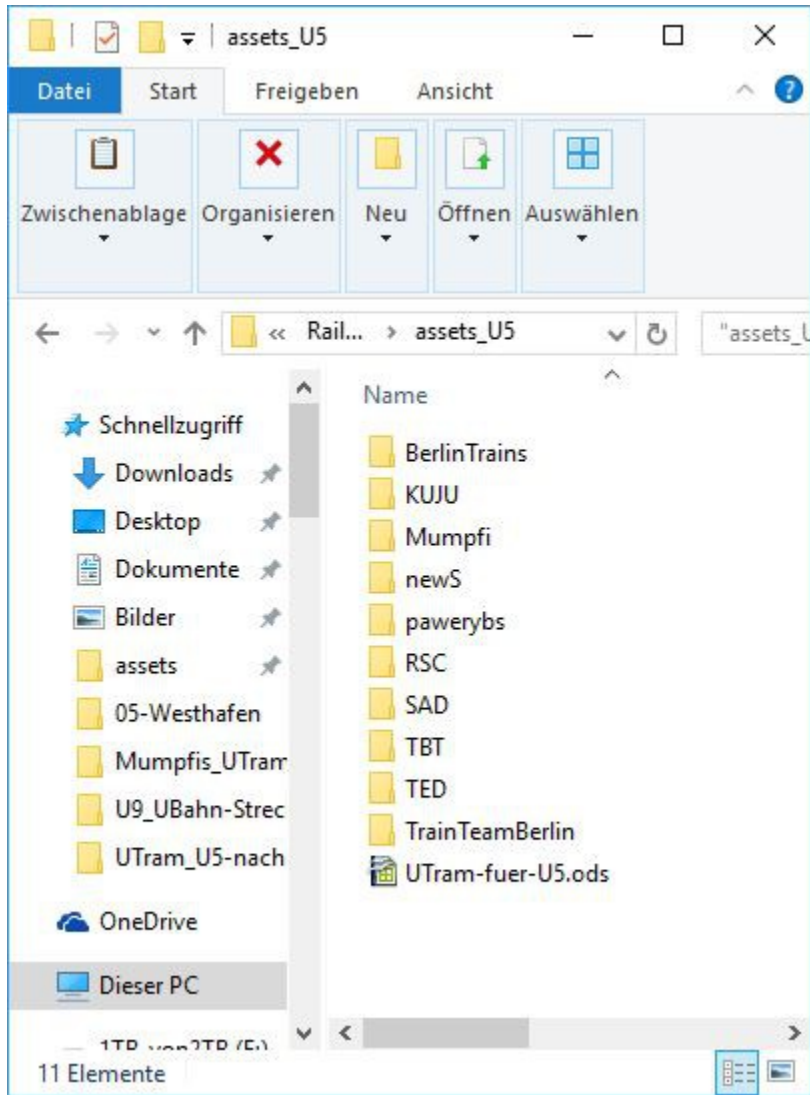 assets_U5
Datei Start Freigeben Ansicht
Zwischenablage Organisieren Neu Öffnen Auswählen
« Rail... › assets_U5 "assets_U
Schnellzugriff
Downloads
Desktop
Dokumente
Bilder
assets
05-Westhafen
Mumpfis_UTram
U9_UBahn-Strec
UTram_U5-nach
OneDrive
Dieser PC
Name
BerlinTrains
KUJU
Mumpfi
newS
pawerybs
RSC
SAD
TBT
TED
TrainTeamBerlin
UTram-fuer-U5.ods
11 Elemente